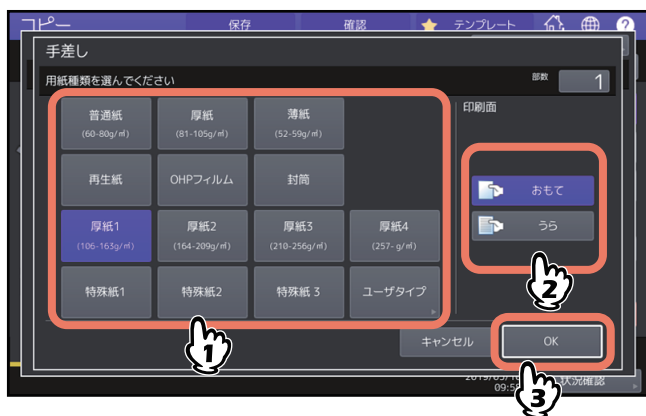 コピー 保存 確認 テンプレート ?
手差し
用紙種類を選んでください 部数 1
普通紙 厚紙 薄紙 印刷面
(60-80g/㎡) (81-105g/㎡) (52-59g/㎡)
再生紙 OHPフィルム 封筒 おもて
厚紙1 厚紙2 厚紙3 厚紙4 うら
(106-163g/㎡) (164-209g/㎡) (210-256g/㎡) (257- g/㎡)
特殊紙1 特殊紙2 特殊紙 3 ユーザタイプ
1 2
キャンセル OK
状況確認
09:5
3